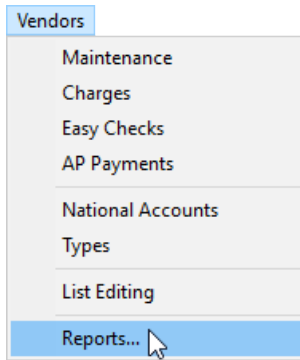 Vendors
Maintenance
Charges
Easy Checks
AP Payments
National Accounts
Types
List Editing
Reports...